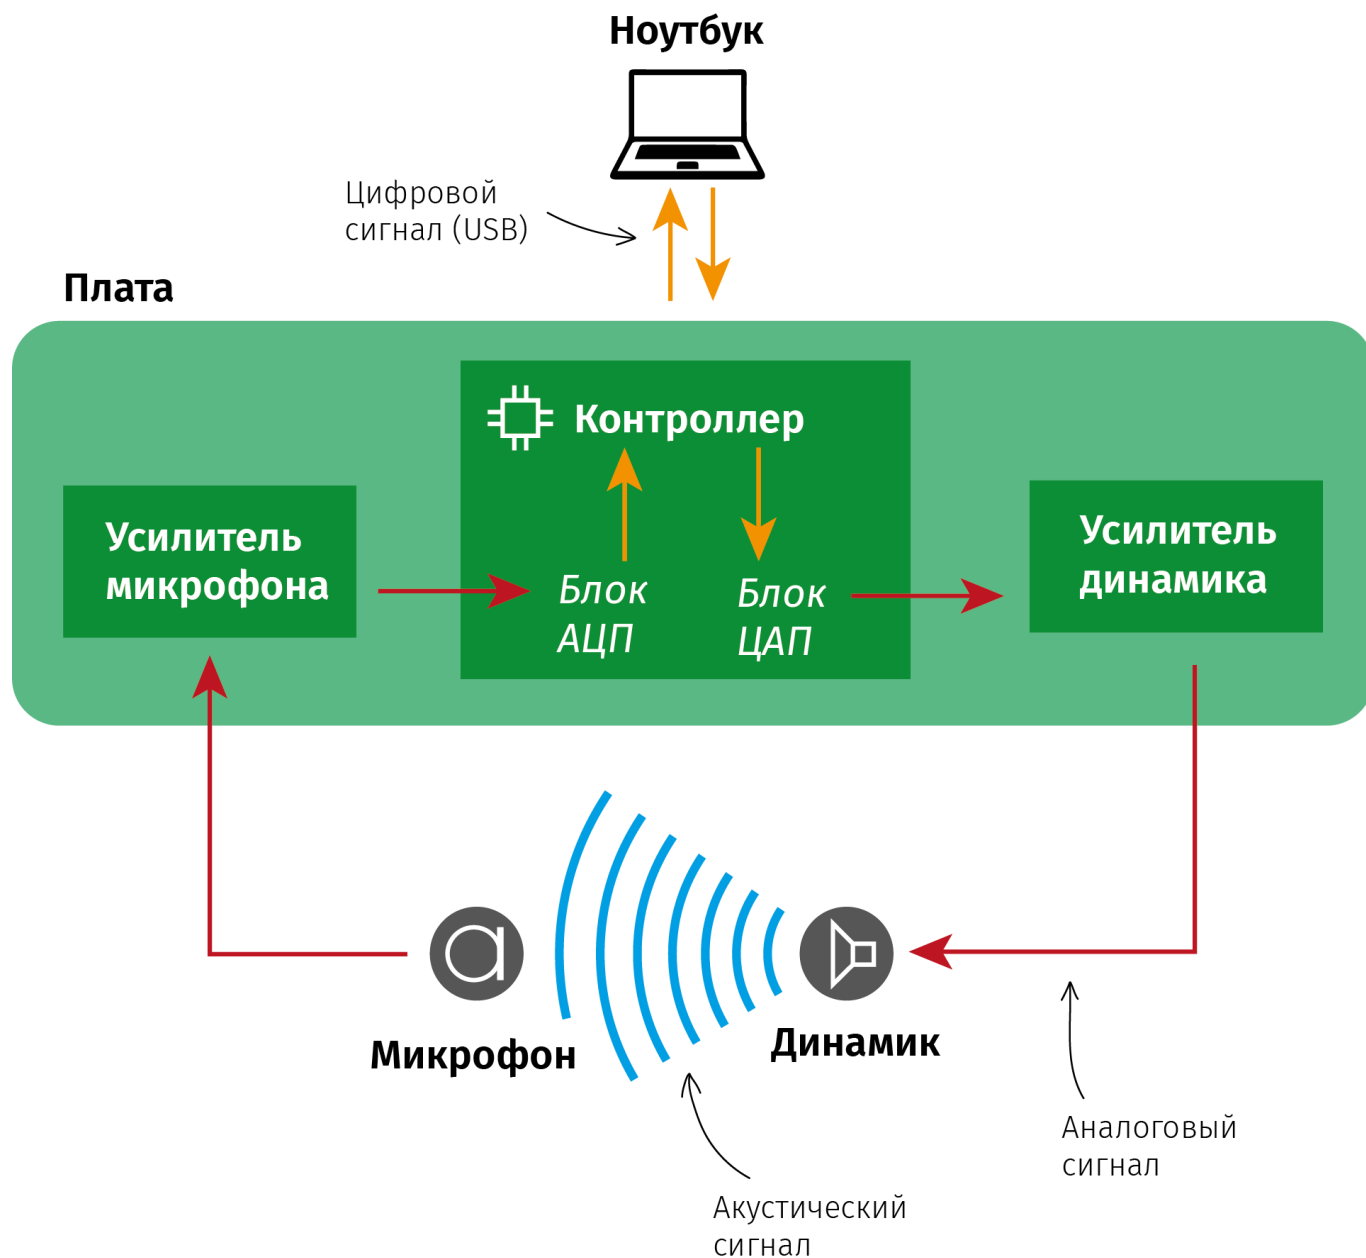 Ноутбук
Цифровой
сигнал (USB)
Плата
Контроллер
Усилитель
микрофона
Блок
АЦП
Блок
ЦАП
Усилитель
динамика
Микрофон
Динамик
Аналоговый
сигнал
Акустический
сигнал